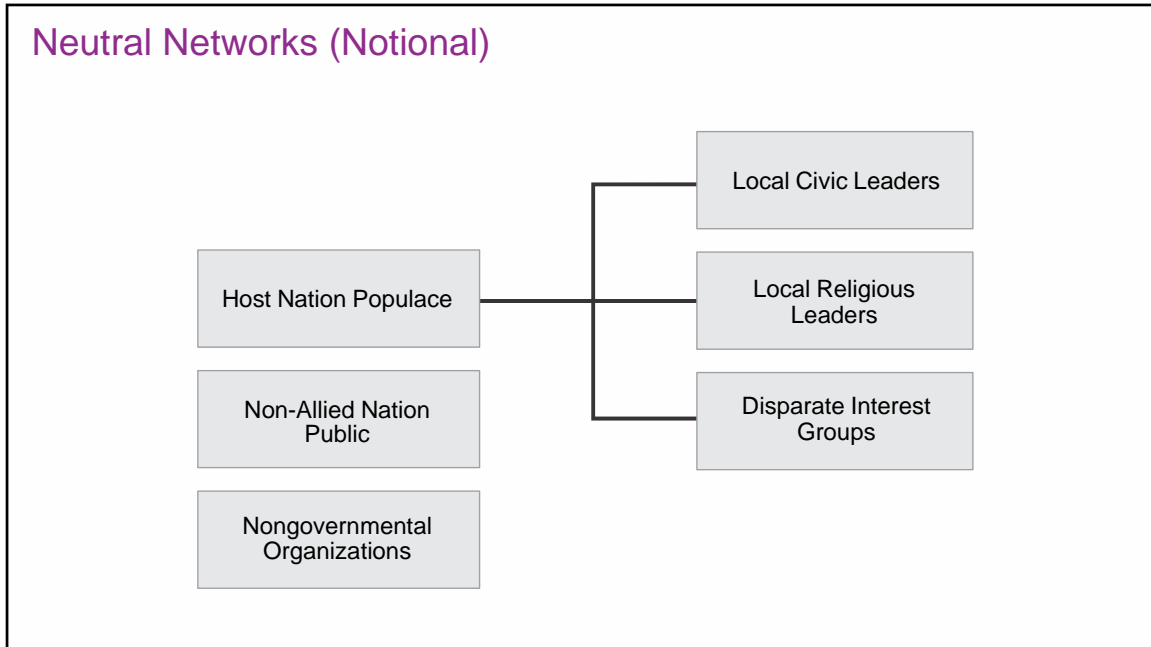 Neutral Networks (Notional)
Host Nation Populace
Non-Allied Nation
Public
Nongovernmental
Organizations
Local Civic Leaders
Local Religious
Leaders
Disparate Interest
Groups